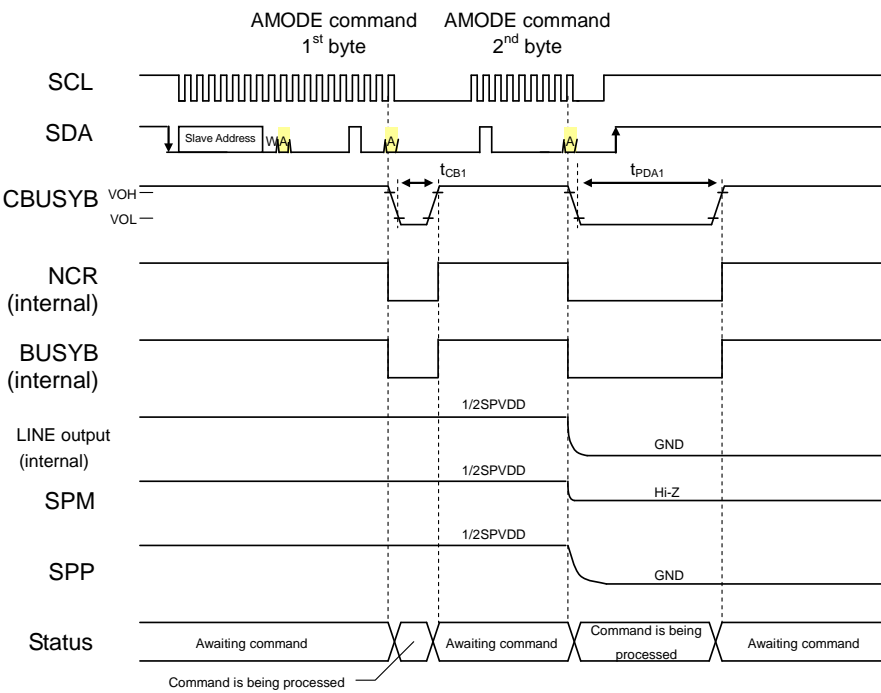 AMODE command
1st byte
AMODE command
2nd byte
SCL
SDA
Slave Address
W
A
A
A
tCB1
tPDA1
CBUSYB
VOH
VOL
NCR
(internal)
BUSYB
(internal)
1/2SPVDD
LINE output
(internal)
GND
1/2SPVDD
SPM
Hi-Z
1/2SPVDD
SPP
GND
Status
Awaiting command
Awaiting command
Command is being
processed
Awaiting command
Command is being processed